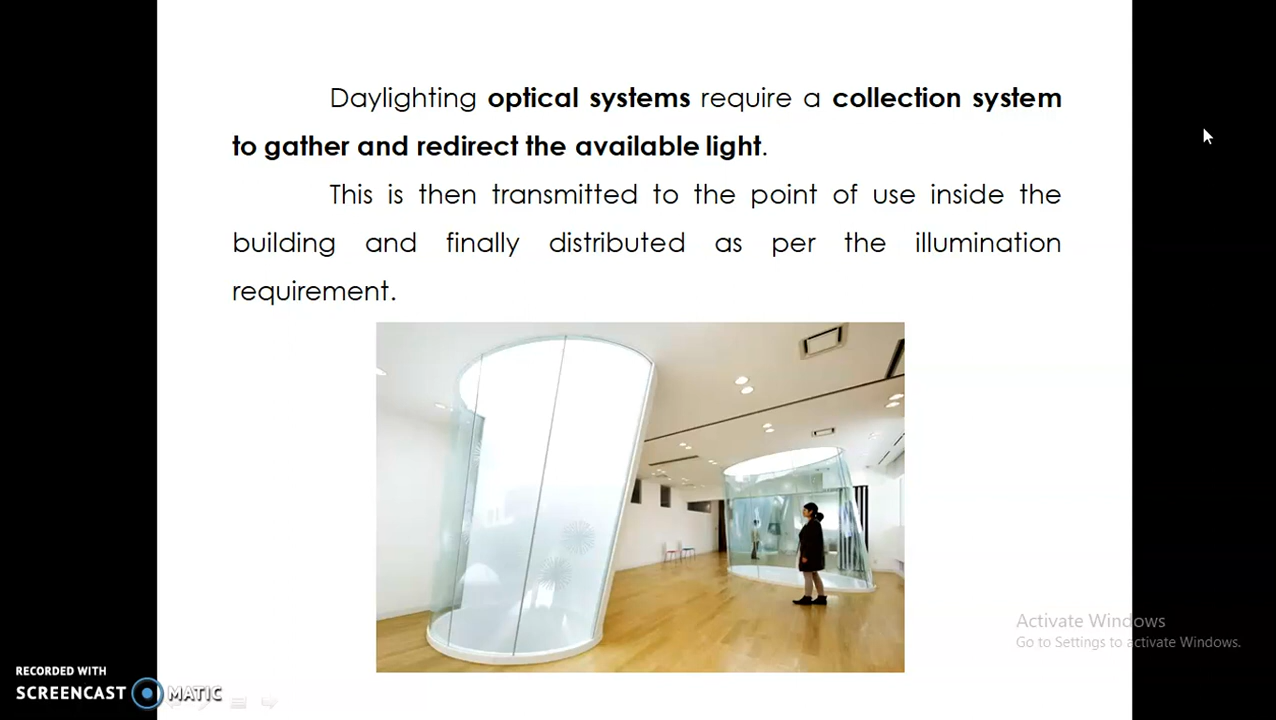 Daylighting optical systems require a collection system
to gather and redirect the available light.
This is then transmitted to the point of use inside the
building and finally distributed as per the illumination
requirement.
Activate Windows
Go to Settings to activate Windows.
RECORDED WITH
SCREENCAST MATIC